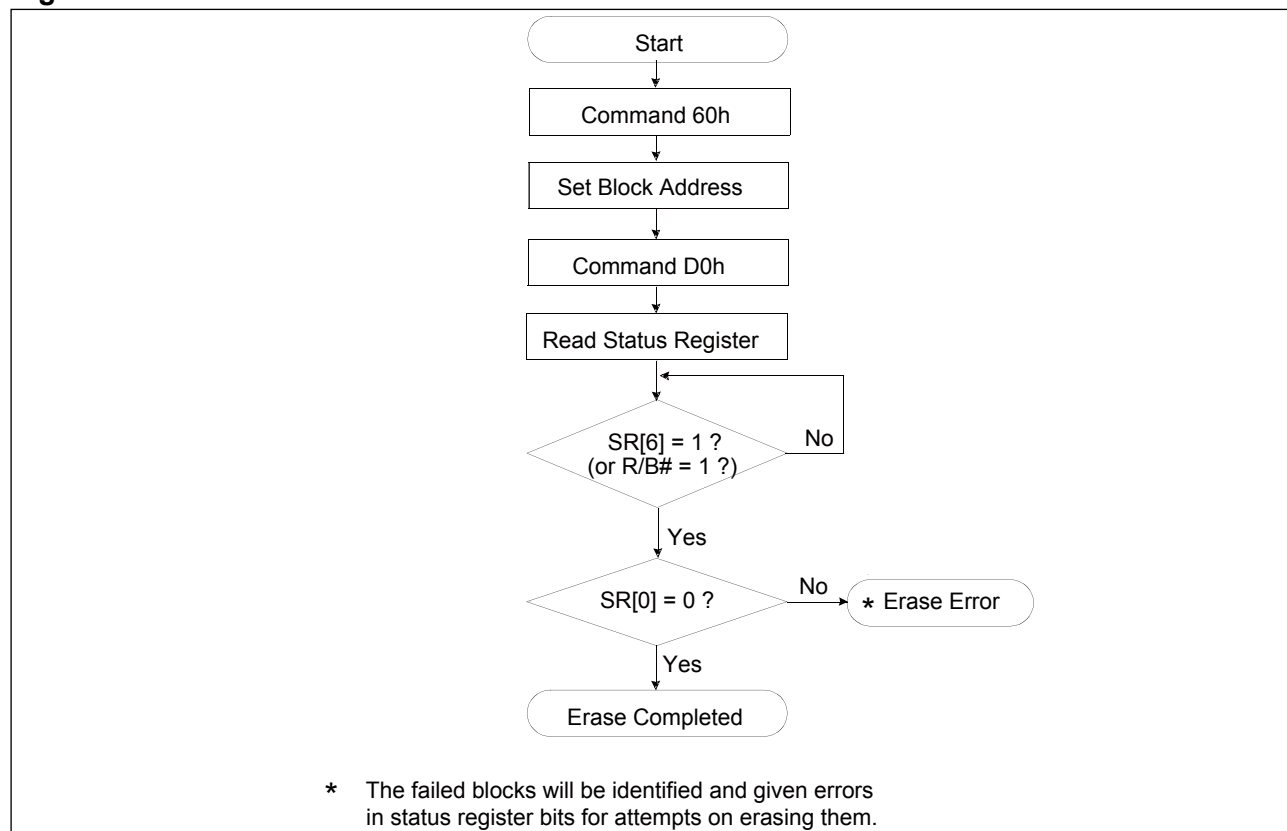 Start
Command 60h
Set Block Address
Command D0h
Read Status Register
SR[6] = 1 ?
(or R/B# = 1 ?)
No
Yes
SR[0] = 0 ?
No
* Erase Error
Yes
Erase Completed
* The failed blocks will be identified and given errors
in status register bits for attempts on erasing them.